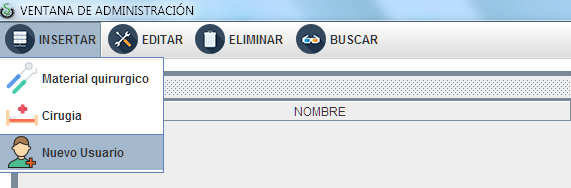 VENTANA DE ADMINISTRACIÓN
INSERTAR EDITAR ELIMINAR BUSCAR
Material quirurgico
Cirugia
NOMBRE
Nuevo Usuario